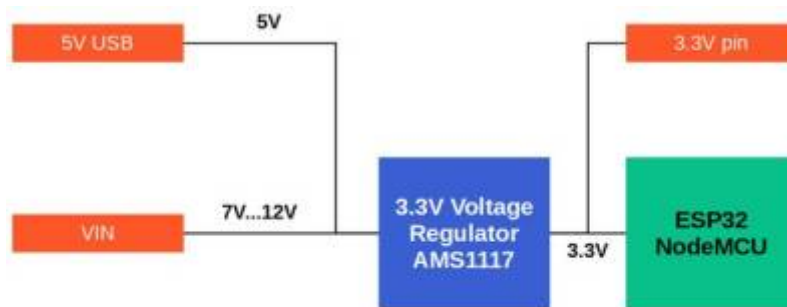 5V USB
5V
3.3V pin
VIN
7V...12V
3.3V Voltage
Regulator
AMS1117
3.3V
ESP32
NodeMCU